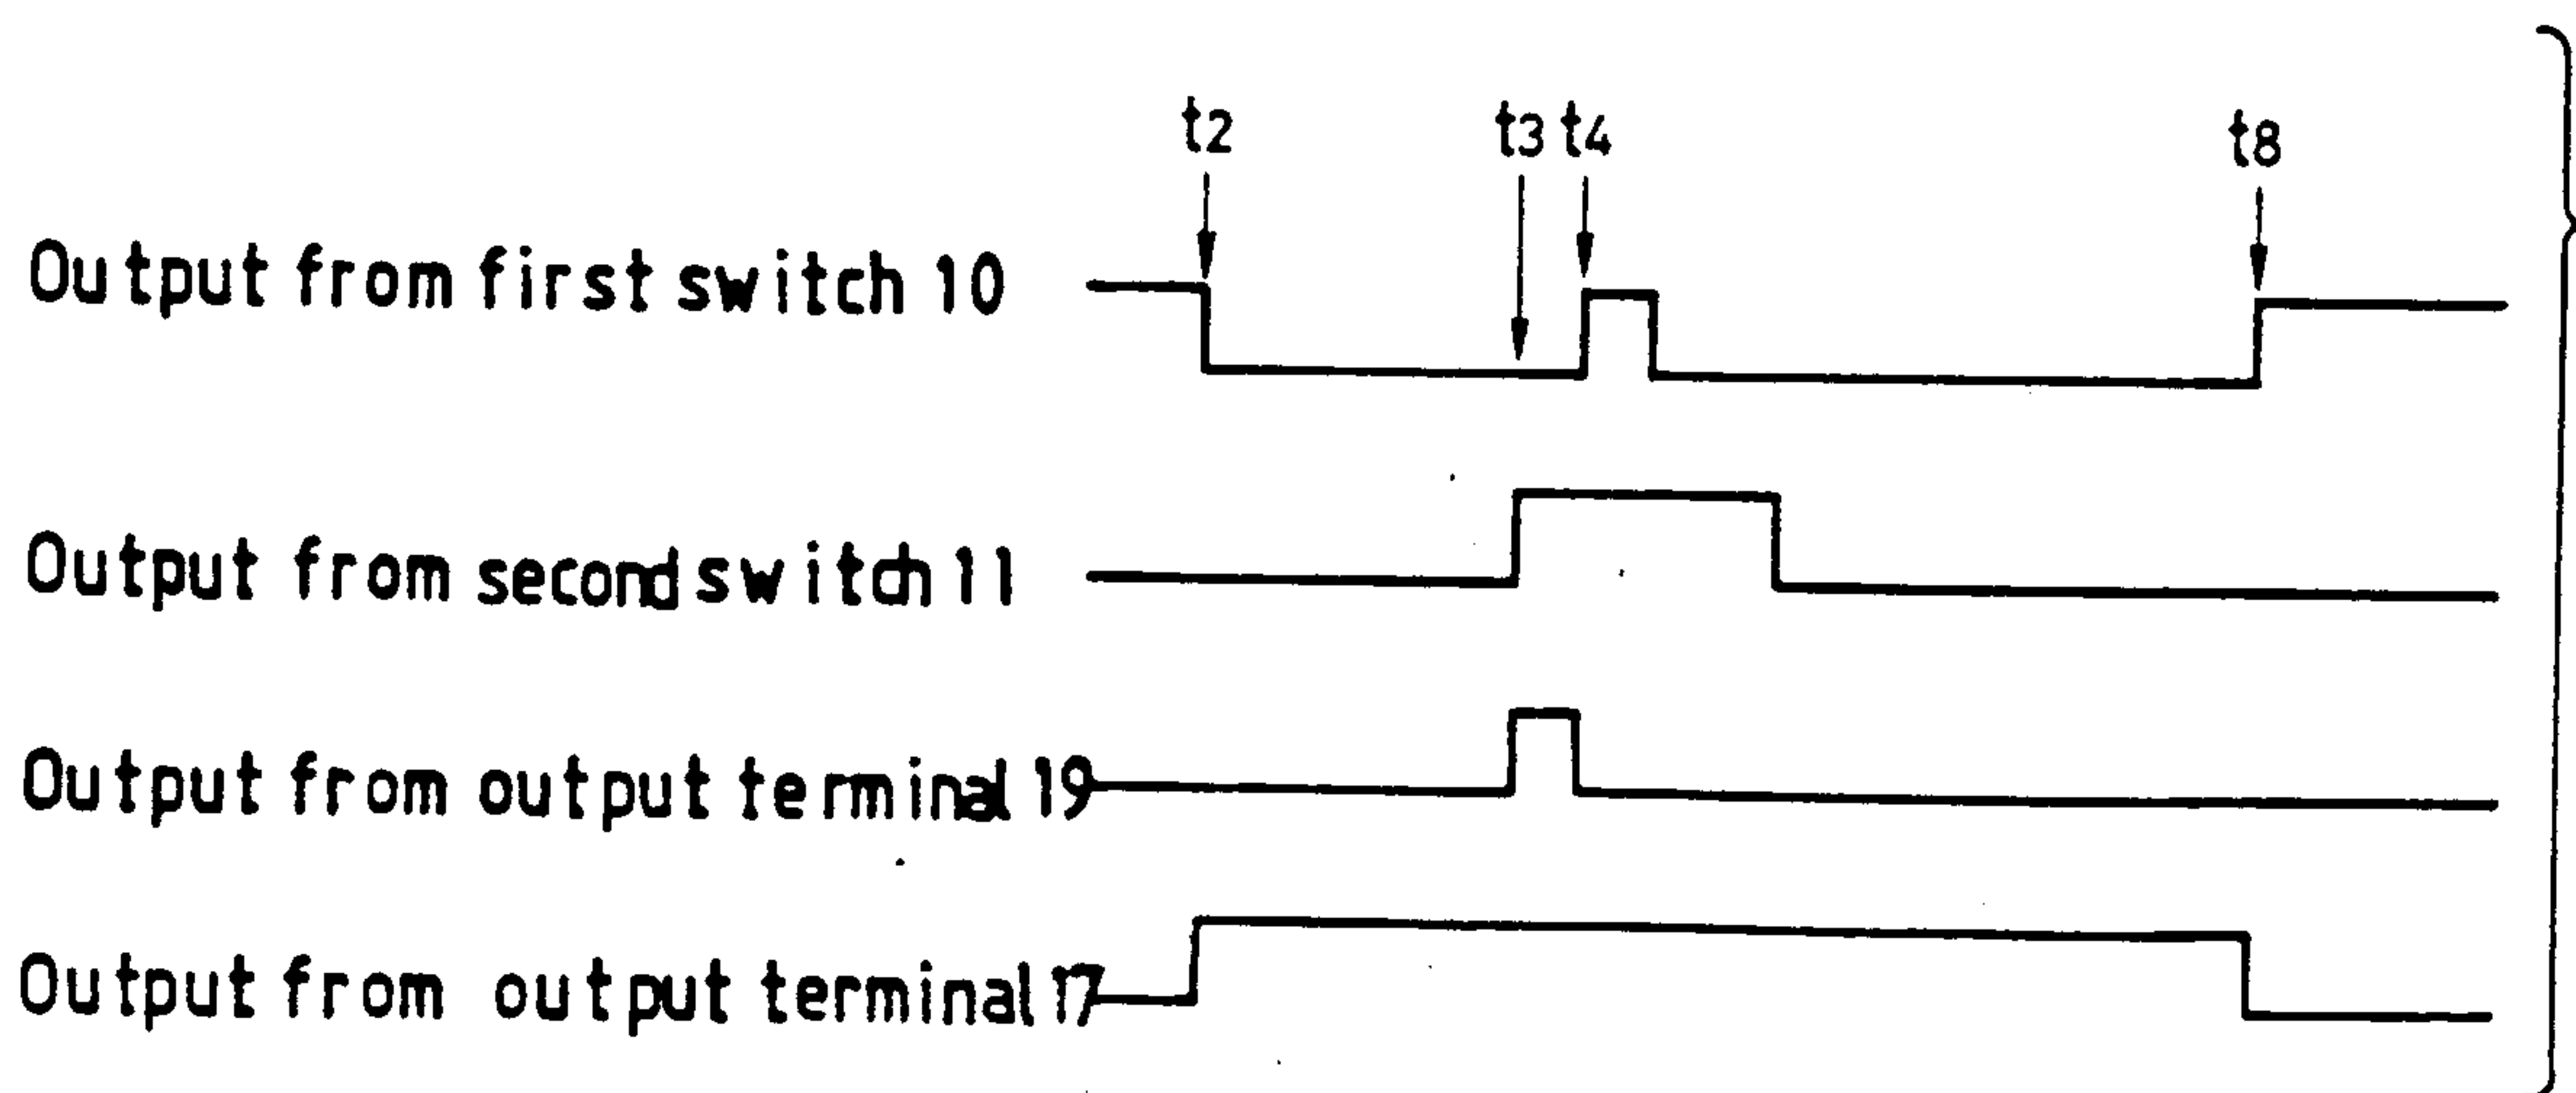 t2 t3 t4 t8
Output from first switch 10
Output from second switch 11
Output from output terminal 19
Output from output terminal 17